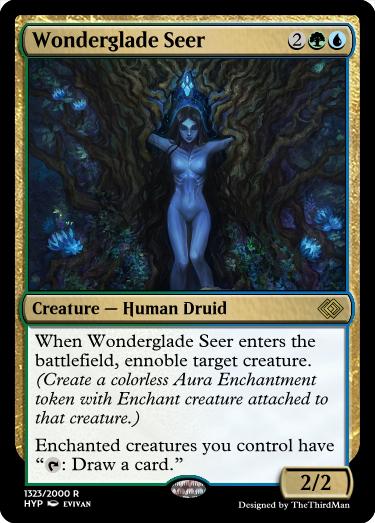 Wonderglade Seer 2
Creature — Human Druid
When Wonderglade Seer enters the
battlefield, ennoble target creature.
(Create a colorless Aura Enchantment
token with Enchant creature attached to
that creature.)
Enchanted creatures you control have
“: Draw a card.”
2/2
1323/2000 R
HYP EVIVAN
Designed by TheThirdMan